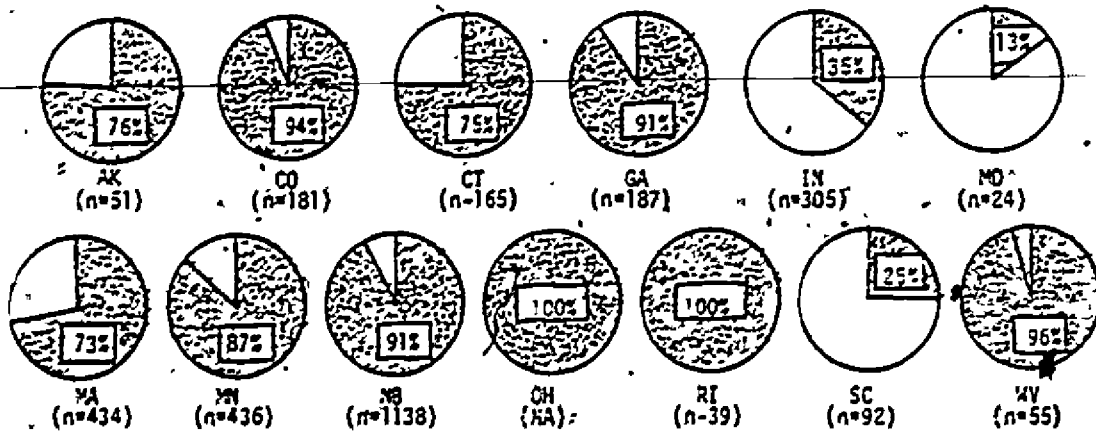 76% 94% 75% 91% 35% 13%
AK CO CT GA IN MD
(n=51) (n=181) (n-165) (n=187) (n=305) (n=24)
73% 87% 91% 100% 100% 25% 96%
MA MN NB OH RI SC WV
(n=434) (n=436) (n=1138) (NA) (n-39) (n=92) (n=55)